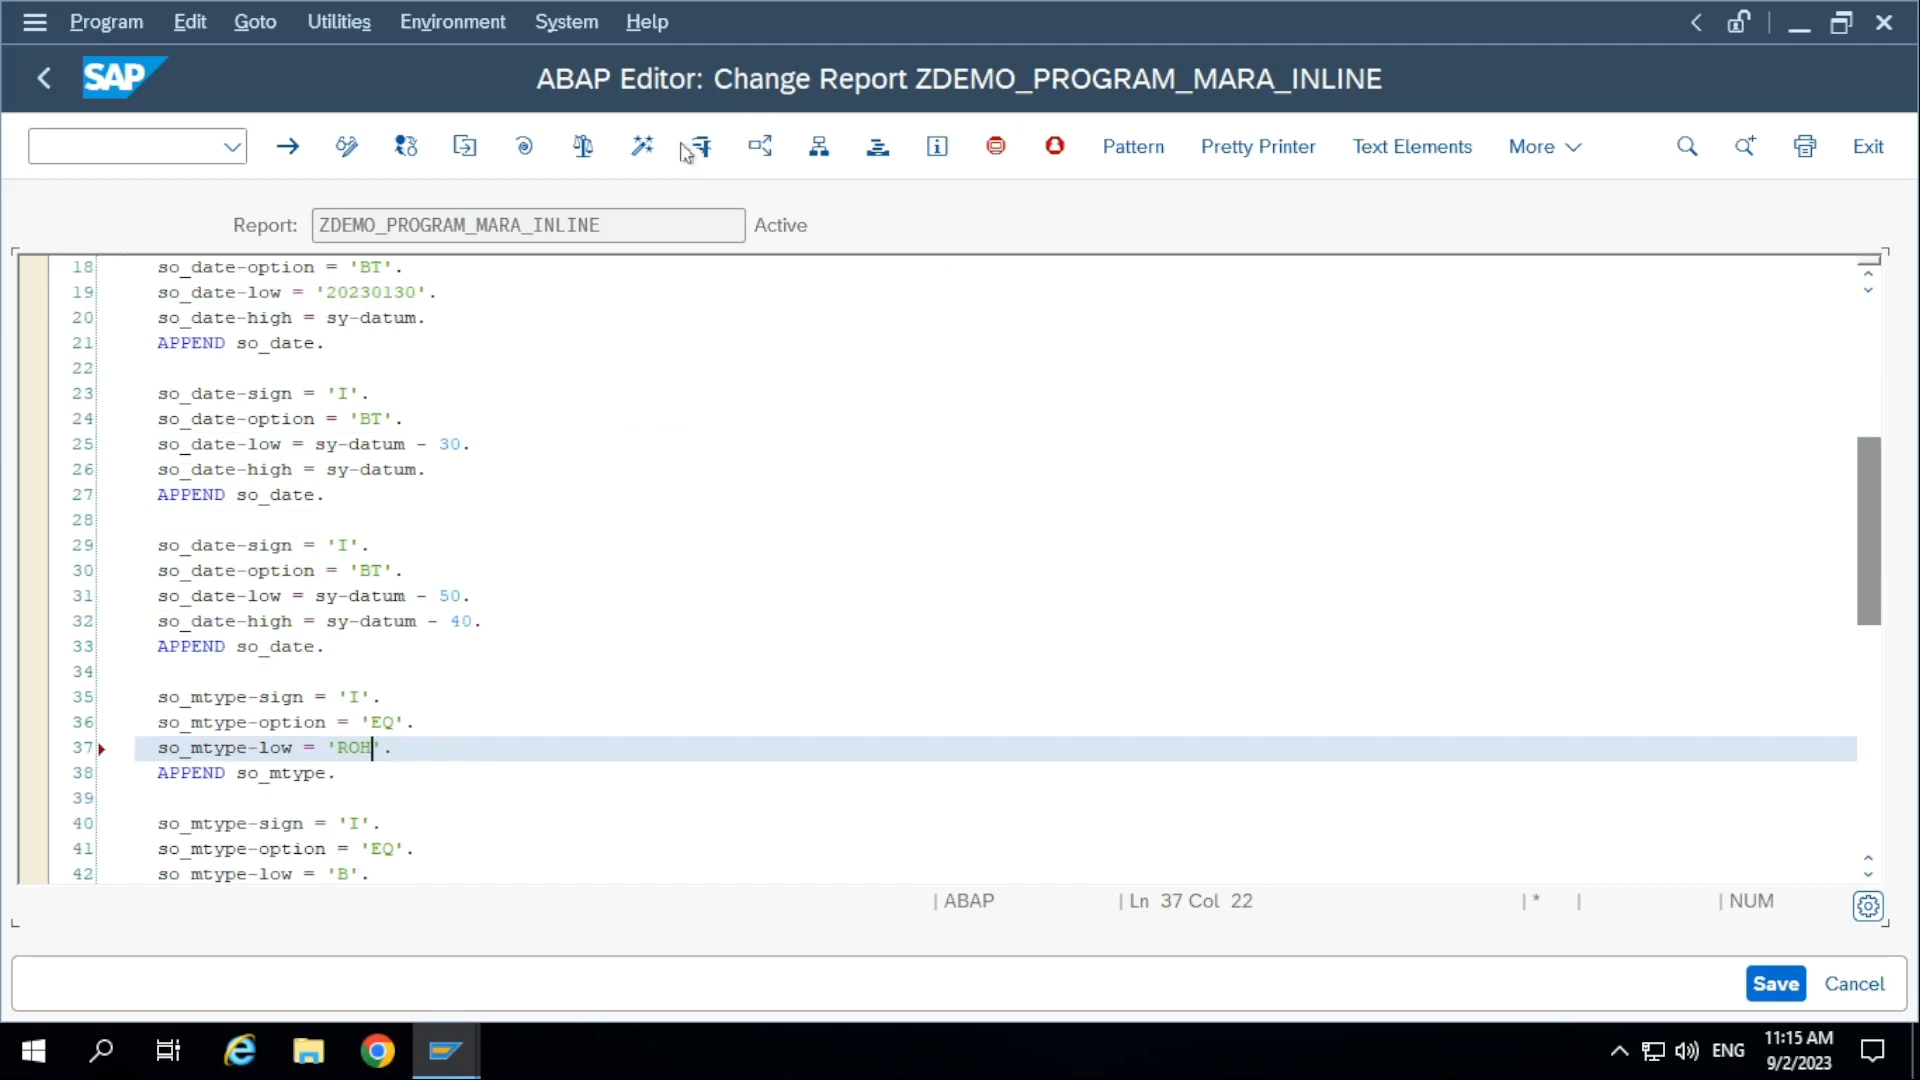 Program Edit Goto Utilities Environment System Help
SAP ABAP Editor: Change Report ZDEMO_PROGRAM_MARA_INLINE
Pattern Pretty Printer Text Elements More Exit
Report: ZDEMO_PROGRAM_MARA_INLINE Active
18 so_date-option = 'BT'.
19 so_date-low = '20230130'.
20 so_date-high = sy-datum.
21 APPEND so_date.
22
23 so_date-sign = 'I'.
24 so_date-option = 'BT'.
25 so_date-low = sy-datum - 30.
26 so_date-high = sy-datum.
27 APPEND so_date.
28
29 so_date-sign = 'I'.
30 so_date-option = 'BT'.
31 so_date-low = sy-datum - 50.
32 so_date-high = sy-datum - 40.
33 APPEND so_date.
34
35 so_mtype-sign = 'I'.
36 so_mtype-option = 'EQ'.
37 so_mtype-low = 'ROH'.
38 APPEND so_mtype.
39
40 so_mtype-sign = 'I'.
41 so_mtype-option = 'EQ'.
42 so_mtype-low = 'B'.
| ABAP | Ln 37 Col 22 | * | | NUM
Save Cancel
ENG 11:15 AM
9/2/2023